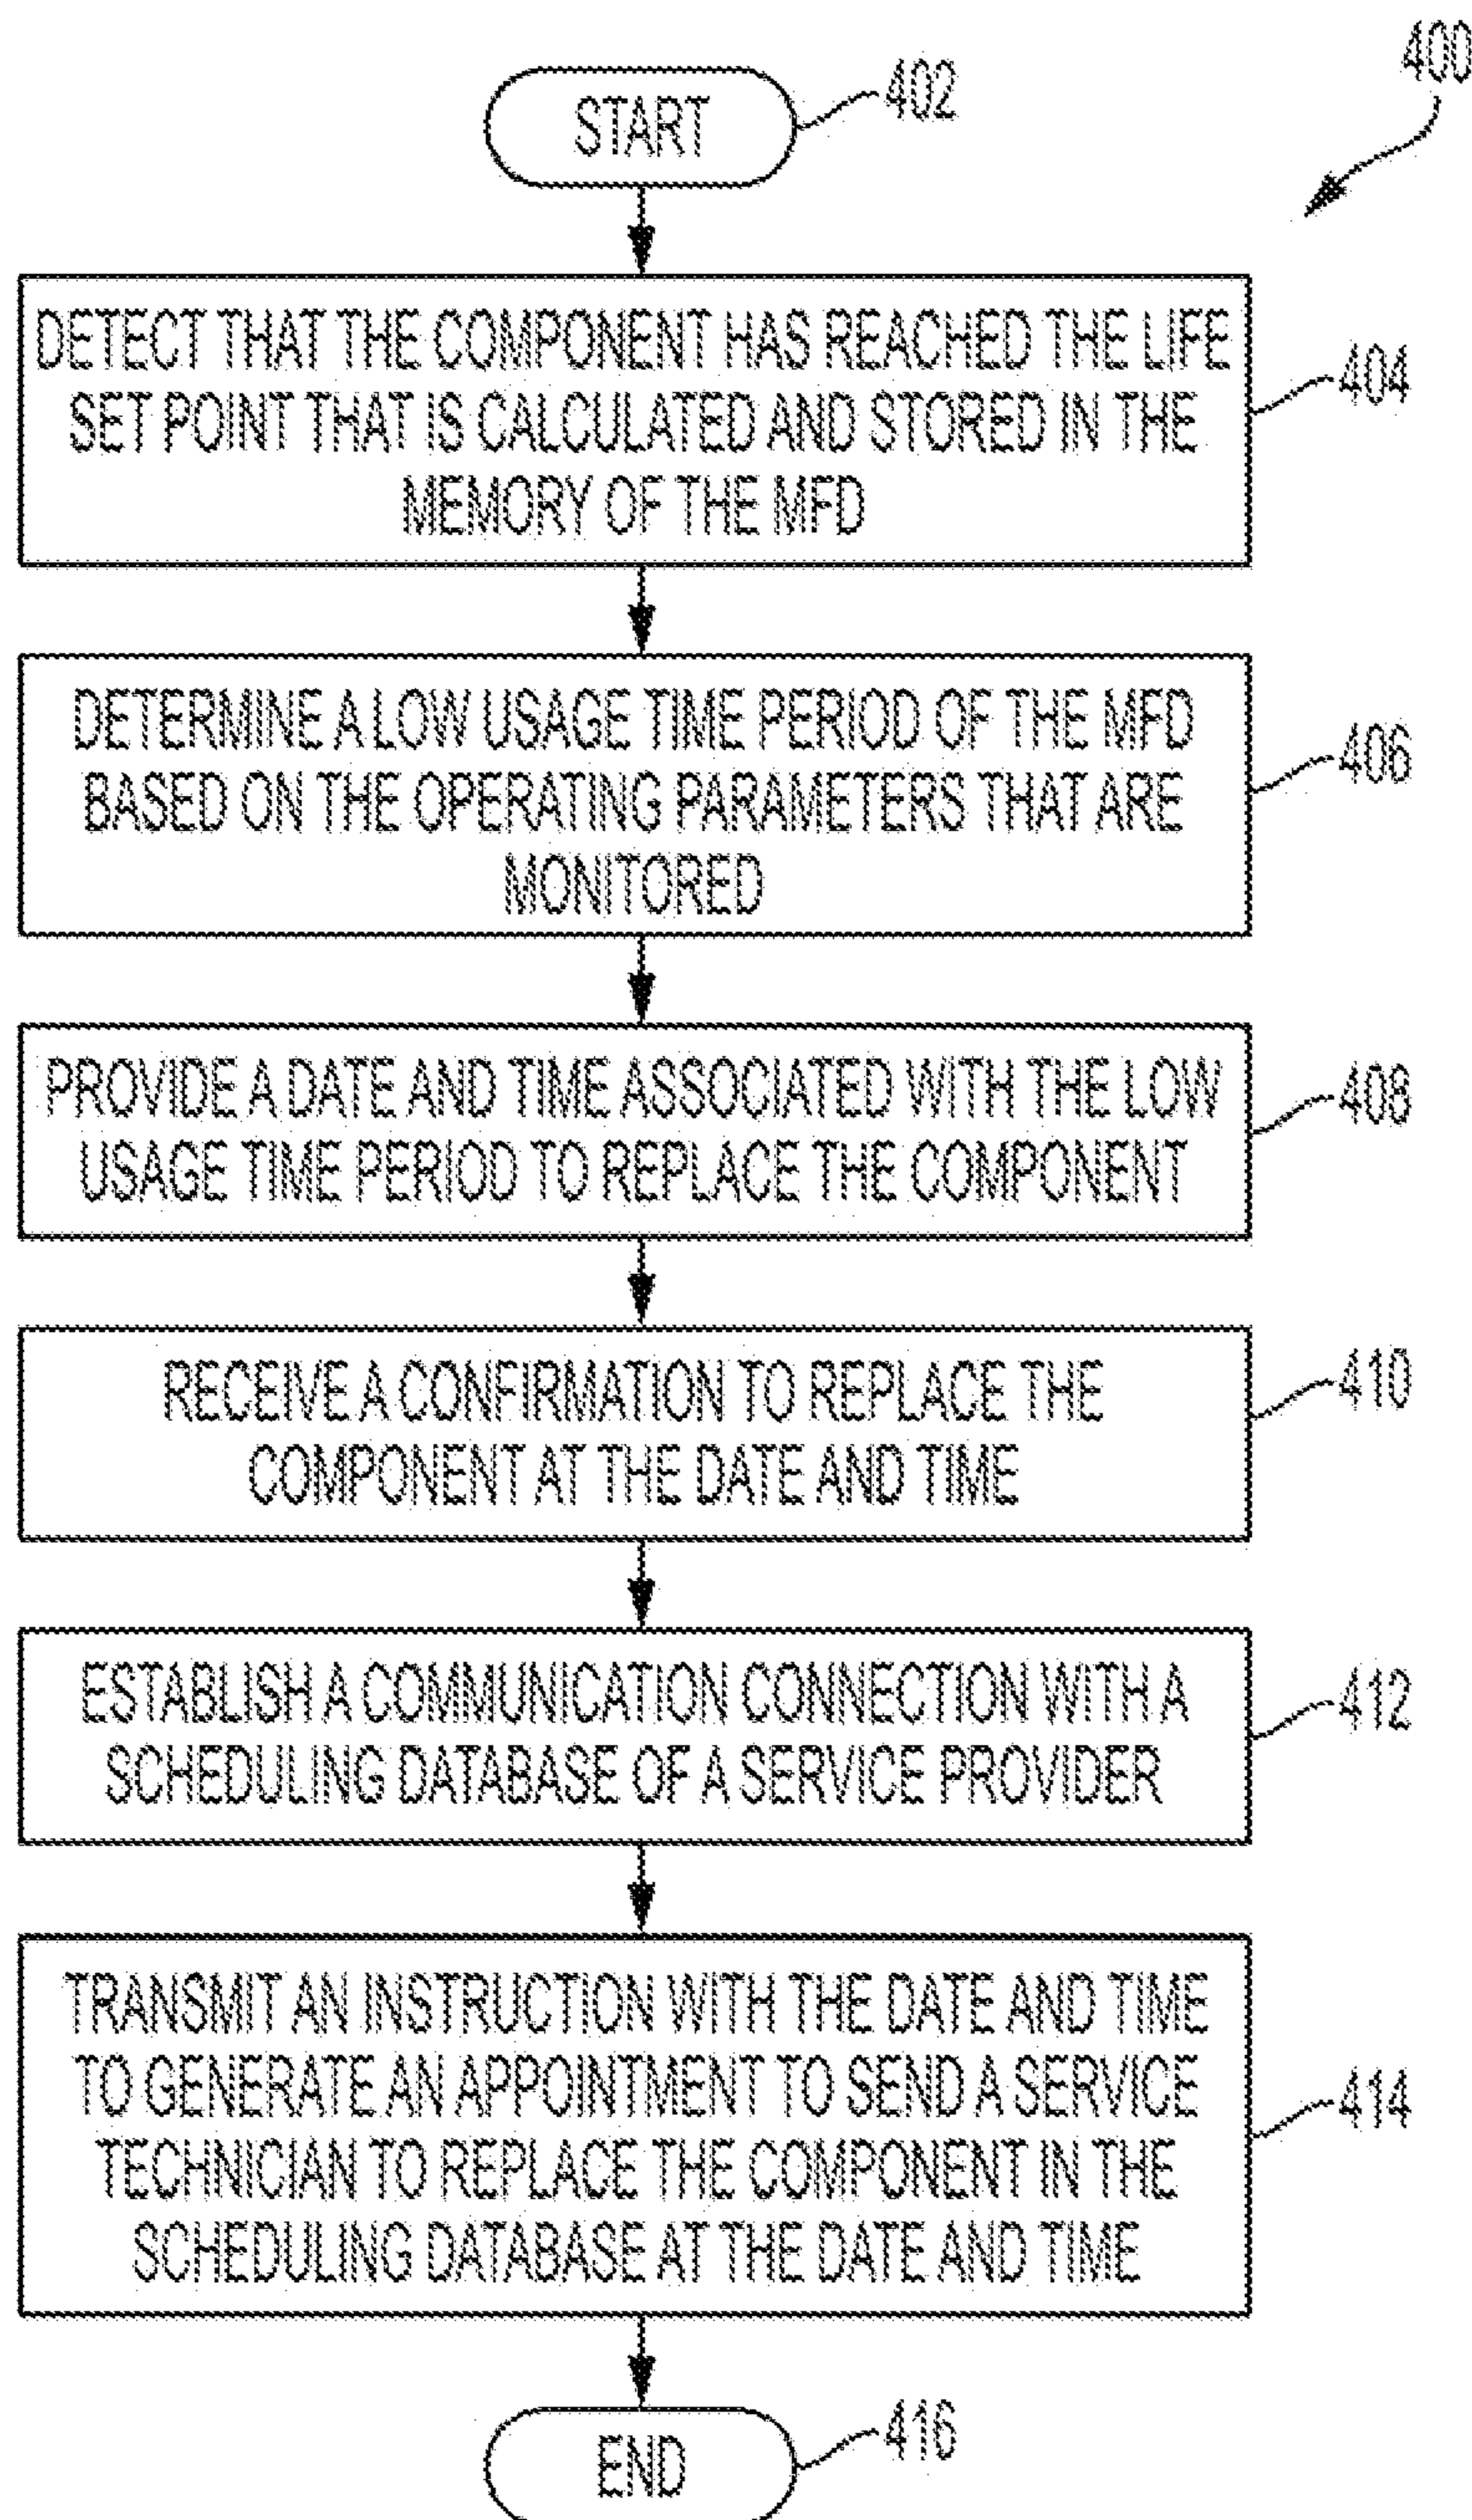 400
START
402
DETECT THAT THE COMPONENT HAS REACHED THE LIFE
SET POINT THAT IS CALCULATED AND STORED IN THE
MEMORY OF THE MFD
404
DETERMINE A LOW USAGE TIME PERIOD OF THE MFD
BASED ON THE OPERATING PARAMETERS THAT ARE
MONITORED
406
PROVIDE A DATE AND TIME ASSOCIATED WITH THE LOW
USAGE TIME PERIOD TO REPLACE THE COMPONENT
408
RECEIVE A CONFIRMATION TO REPLACE THE
COMPONENT AT THE DATE AND TIME
410
ESTABLISH A COMMUNICATION CONNECTION WITH A
SCHEDULING DATABASE OF A SERVICE PROVIDER
412
TRANSMIT AN INSTRUCTION WITH THE DATE AND TIME
TO GENERATE AN APPOINTMENT TO SEND A SERVICE
TECHNICIAN TO REPLACE THE COMPONENT IN THE
SCHEDULING DATABASE AT THE DATE AND TIME
414
END
416